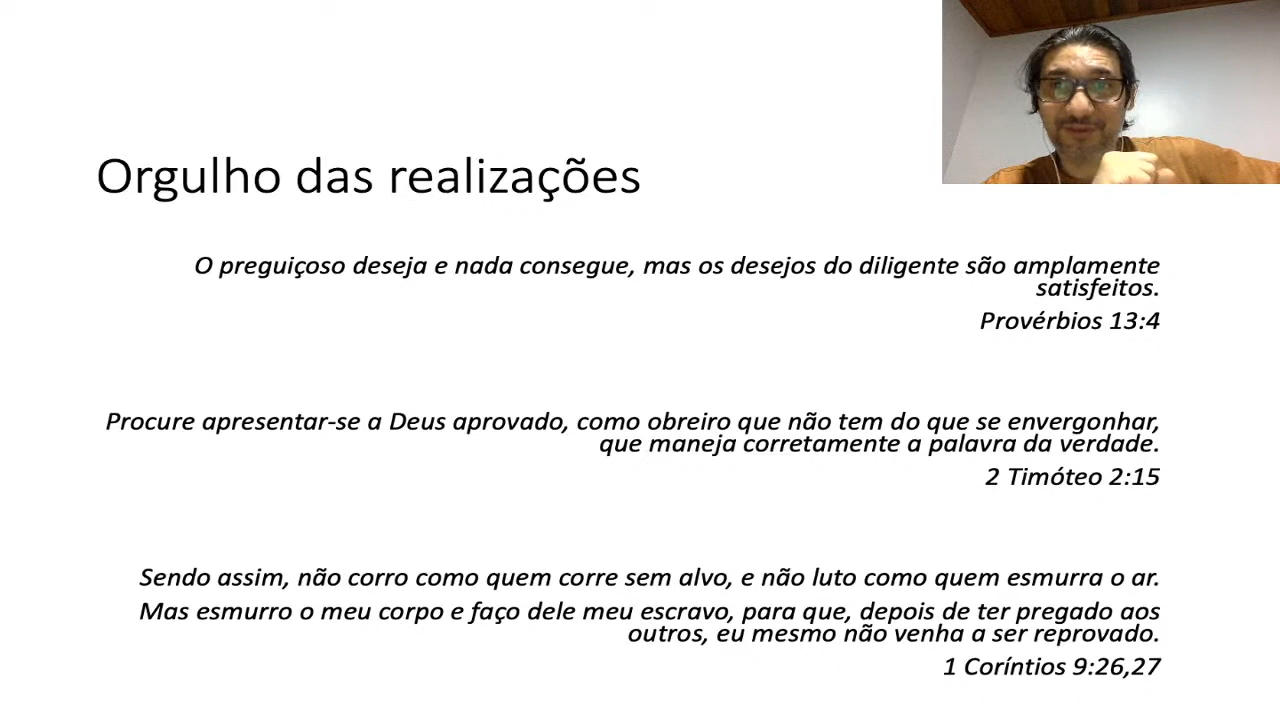 Orgulho das realizações
O preguiçoso deseja e nada consegue, mas os desejos do diligente são amplamente
satisfeitos.
Provérbios 13:4
Procure apresentar-se a Deus aprovado, como obreiro que não tem do que se envergonhar,
que maneja corretamente a palavra da verdade.
2 Timóteo 2:15
Sendo assim, não corro como quem corre sem alvo, e não luto como quem esmurra o ar.
Mas esmurro o meu corpo e faço dele meu escravo, para que, depois de ter pregado aos
outros, eu mesmo não venha a ser reprovado.
1 Coríntios 9:26,27